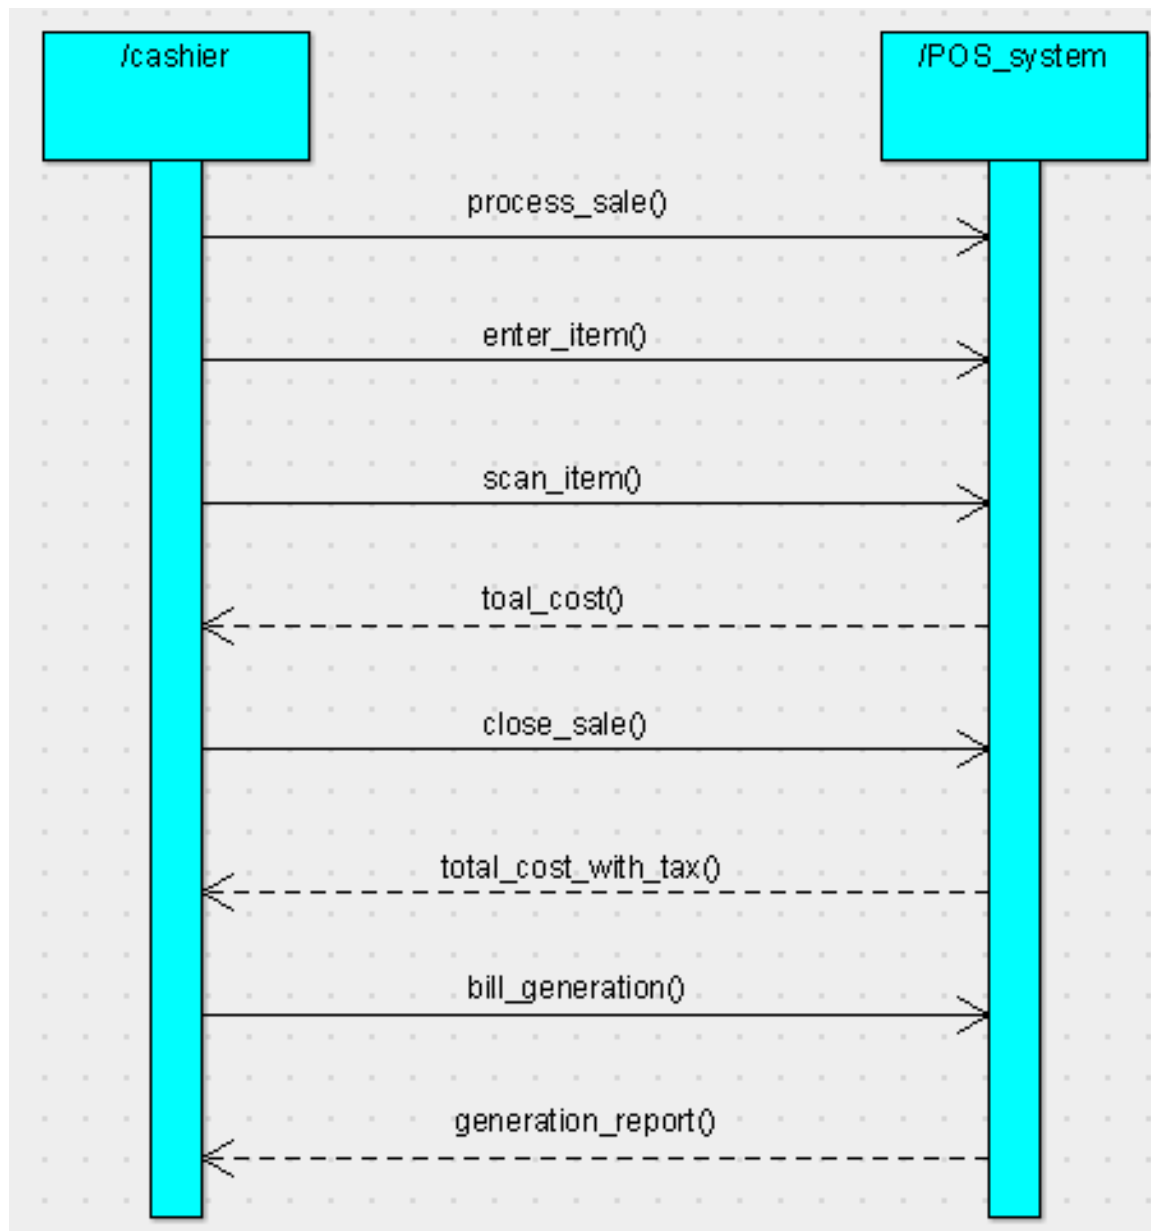 /cashier
/POS_system
process_sale()
enter_item()
scan_item()
toal_cost()
close_sale()
total_cost_with_tax()
bill_generation()
generation_report()